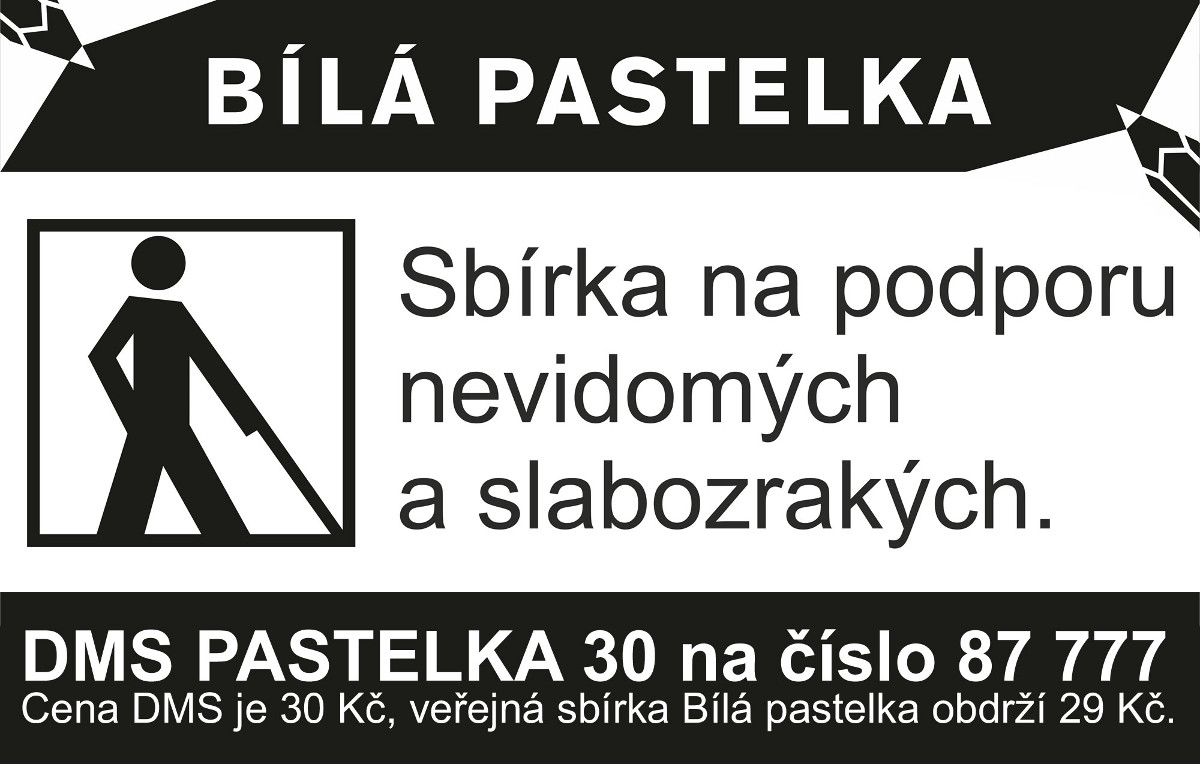 BÍLÁ PASTELKA
Sbírka na podporu
nevidomých
a slabozrakých.
DMS PASTELKA 30 na číslo 87 777
Cena DMS je 30 Kč, veřejná sbírka Bílá pastelka obdrží 29 Kč.